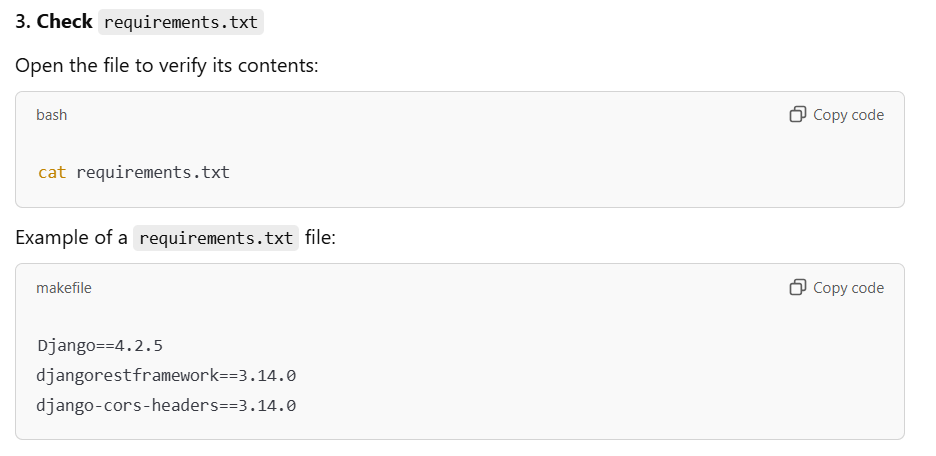 3. Check requirements.txt
Open the file to verify its contents:
bash
Copy code
cat requirements.txt
Example of a requirements.txt file:
makefile
Copy code
Django==4.2.5
djangorestframework==3.14.0
django-cors-headers==3.14.0